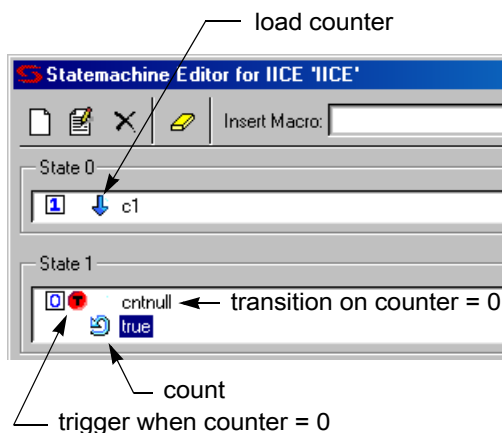 load counter
Statemachine Editor for IICE 'IICE'
Insert Macro:
State 0
1 c1
State 1
0 T cntnull transition on counter = 0
true
count
trigger when counter = 0